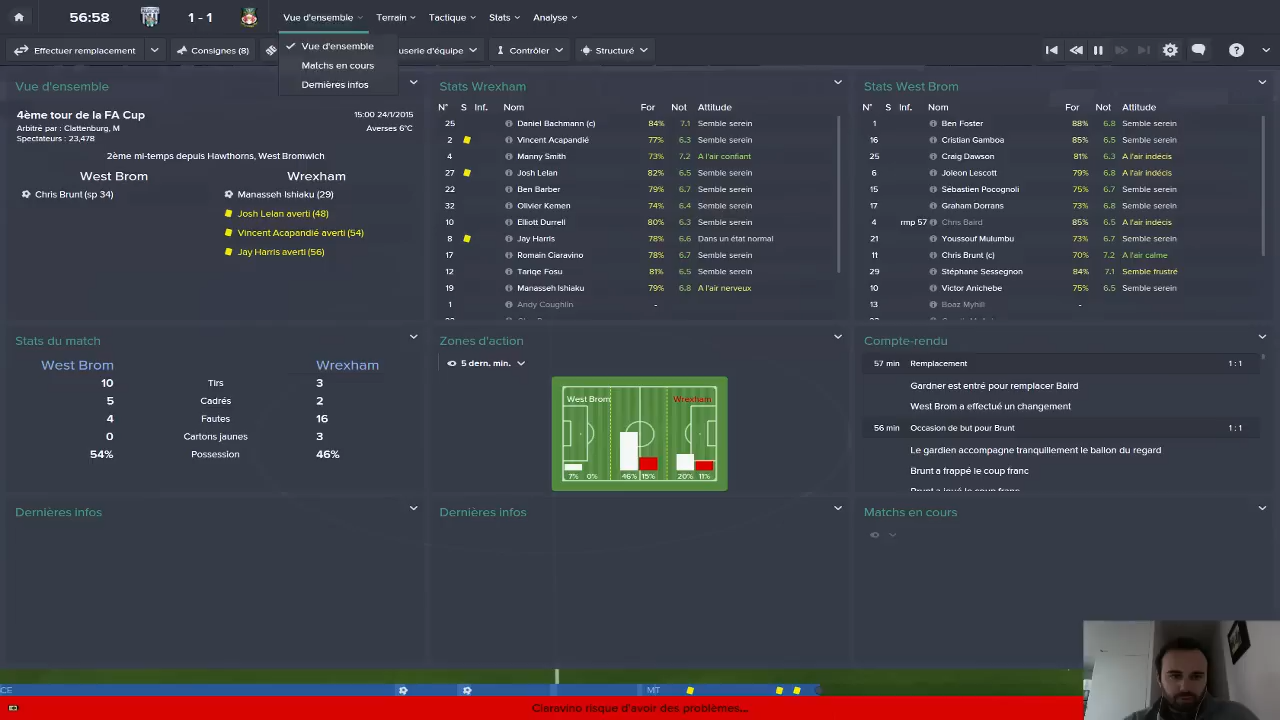 56:58 1 - 1 Vue d'ensemble Terrain Tactique Stats Analyse
Effectuer remplacement Consignes (8) userie d'équipe Contrôler Structuré
Vue d'ensemble
Matchs en cours
Dernières infos
Vue d'ensemble
4ème tour de la FA Cup 15:00 24/1/2015
Arbitré par : Clattenburg, M Averses 6°C
Spectateurs : 23,478
2ème mi-temps depuis Hawthorns, West Bromwich
West Brom Wrexham
Chris Brunt (sp 34) Manasseh Ishiaku (29)
Josh Lelan averti (48)
Vincent Acapandié averti (54)
Jay Harris averti (56)
Stats Wrexham
N° S Inf. Nom For Not Attitude
25 Daniel Bachmann (c) 84% 7.1 Semble serein
2 Vincent Acapandié 77% 6.3 Semble serein
4 Manny Smith 73% 7.2 A l'air confiant
27 Josh Lelan 82% 6.5 Semble serein
22 Ben Barber 79% 6.7 Semble serein
32 Olivier Kemen 74% 6.4 Semble serein
10 Elliott Durrell 80% 6.3 Semble serein
8 Jay Harris 78% 6.6 Dans un état normal
17 Romain Ciaravino 78% 6.7 Semble serein
12 Tariqe Fosu 81% 6.5 Semble serein
19 Manasseh Ishiaku 79% 6.8 A l'air nerveux
1 Andy Coughlin -
Stats West Brom
N° S Inf. Nom For Not Attitude
1 Ben Foster 88% 6.8 Semble serein
16 Cristian Gamboa 85% 6.5 Semble serein
25 Craig Dawson 81% 6.3 A l'air indécis
6 Joleon Lescott 79% 6.8 A l'air indécis
15 Sébastien Pocognoli 75% 6.7 Semble serein
17 Graham Dorrans 73% 6.8 Semble serein
4 rmp 57 Chris Baird 85% 6.5 A l'air indécis
21 Youssouf Mulumbu 73% 6.7 Semble serein
11 Chris Brunt (c) 70% 7.2 A l'air calme
29 Stéphane Sessegnon 84% 7.1 Semble frustré
10 Victor Anichebe 75% 6.5 Semble serein
13 Boaz Myhill -
Stats du match
West Brom Wrexham
10 Tirs 3
5 Cadrés 2
4 Fautes 16
0 Cartons jaunes 3
54% Possession 46%
Zones d'action
5 dern. min.
West Brom Wrexham
7% 0% 46% 15% 20% 11%
Compte-rendu
57 min Remplacement 1 : 1
Gardner est entré pour remplacer Baird
West Brom a effectué un changement
56 min Occasion de but pour Brunt 1 : 1
Le gardien accompagne tranquillement le ballon du regard
Brunt a frappé le coup franc
Brunt a joué le coup franc
Dernières infos
Dernières infos
Matchs en cours
CE MT
Ciaravino risque d'avoir des problèmes...